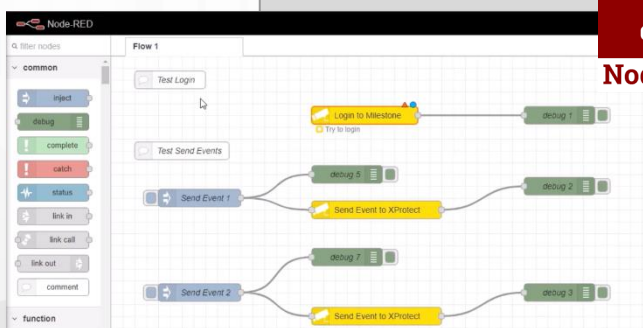 Node-RED
filter nodes
Flow 1
common
Test Login
inject
Login to Milestone
debug 1
debug
Try to login
complete
Test Send Events
catch
debug 5
status
Send Event 1
debug 2
link in
Send Event to XProtect
link call
debug 7
link out
comment
Send Event 2
debug 3
function
Send Event to XProtect